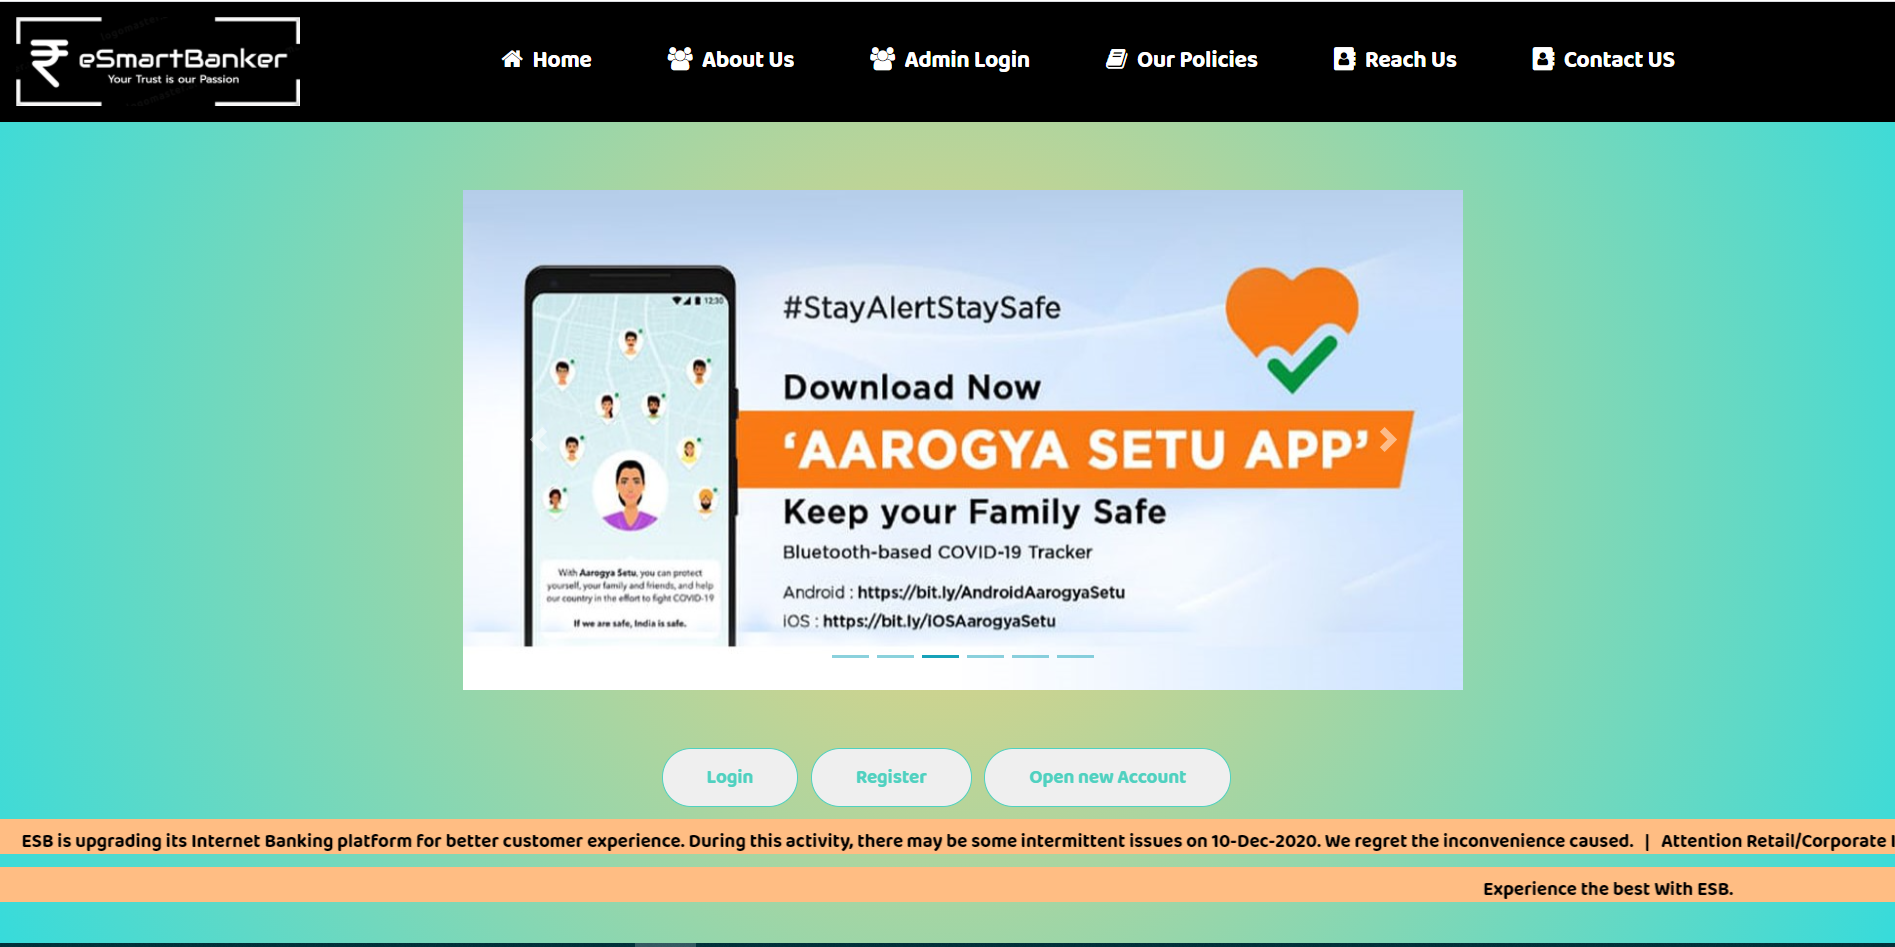 eSmartBanker
Your Trust is our Passion
Home
About Us
Admin Login
Our Policies
Reach Us
Contact US
12:30
#StayAlertStaySafe
Download Now
‘AAROGYA SETU APP’
Keep your Family Safe
Bluetooth-based COVID-19 Tracker
Android : https://bit.ly/AndroidAarogyaSetu
iOS : https://bit.ly/iOSAarogyaSetu
With Aarogya Setu, you can protect
yourself, your family and friends, and help
our country in the effort to fight COVID-19
If we are safe, India is safe.
Login
Register
Open new Account
ESB is upgrading its Internet Banking platform for better customer experience. During this activity, there may be some intermittent issues on 10-Dec-2020. We regret the inconvenience caused. | Attention Retail/Corporate
Experience the best With ESB.